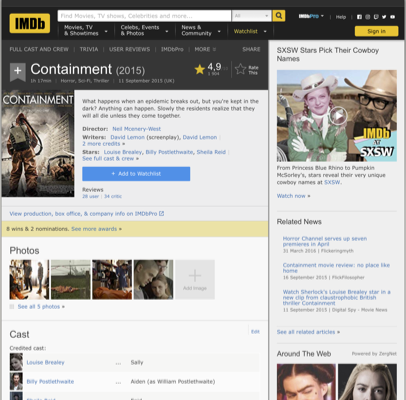 IMDb
Find Movies, TV shows, Celebrities and more...
All
IMDbPro
Help
Movies, TV
& Showtimes
Celebs, Events
& Photos
News &
Community
Watchlist
Sign in
FULL CAST AND CREW | TRIVIA | USER REVIEWS | IMDbPro | MORE
SHARE
Containment (2015)
1h 17min | Horror, Sci-Fi, Thriller | 11 September 2015 (UK)
4,9
Rate
This
CONTAINMENT
What happens when an epidemic breaks out, but you're kept in
the dark? Anything can happen. Slowly the residents realize that they
will all die unless they come together.
Director: Neil Mcenery-West
Writers: David Lemon (screenplay), David Lemon |
2 more credits »
Stars: Louise Brealey, Billy Postlethwaite, Sheila Reid |
See full cast & crew »
+ Add to Watchlist
Reviews
28 user | 34 critic
View production, box office, & company info on IMDbPro
8 wins & 2 nominations. See more awards »
Photos
Add Image
See all 5 photos »
Cast
Edit
Credited cast:
Louise Brealey ... Sally
Billy Postlethwaite ... Aiden (as William Postlethwaite)
SXSW Stars Pick Their Cowboy
Names
IMDb
AT
SXSW
From Princess Blue Rhino to Pumpkin
McSorley's, stars reveal their very unique
cowboy names at SXSW.
Watch now »
Related News
Horror Channel serves up seven
premieres in April
31 March 2016 | Flickeringmyth
Containment movie review: no place like
home
16 September 2015 | FlickFilosopher
Watch Sherlock's Louise Brealey star in a
new clip from claustrophobic British
thriller Containment
11 September 2015 | Digital Spy - Movie News
See all related articles »
Around The Web
Powered by ZergNet